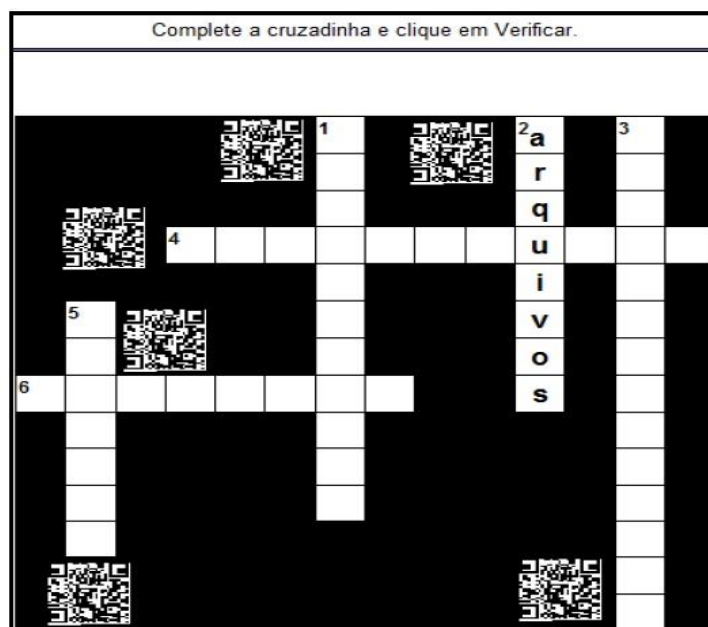 Complete a cruzadinha e clique em Verificar.
1 2 a 3
r
q
4 u
i
5 v
o
6 s